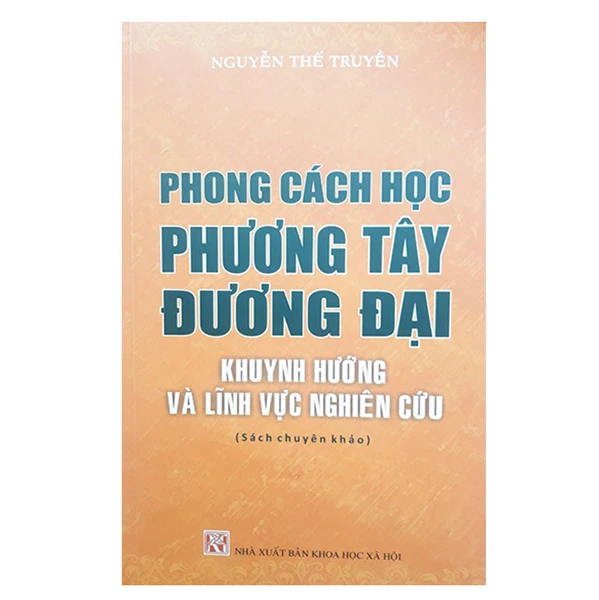 NGUYỄN THẾ TRUYỀN
PHONG CÁCH HỌC
PHƯƠNG TÂY
ĐƯƠNG ĐẠI
KHUYNH HƯỚNG
VÀ LĨNH VỰC NGHIÊN CỨU
(Sách chuyên khảo)
NHÀ XUẤT BẢN KHOA HỌC XÃ HỘI